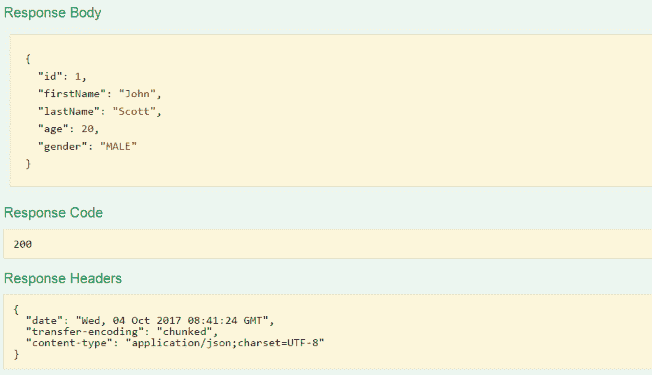 Response Body
{
"id": 1,
"firstName": "John",
"lastName": "Scott",
"age": 20,
"gender": "MALE"
}
Response Code
200
Response Headers
{
"date": "Wed, 04 Oct 2017 08:41:24 GMT",
"transfer-encoding": "chunked",
"content-type": "application/json;charset=UTF-8"
}